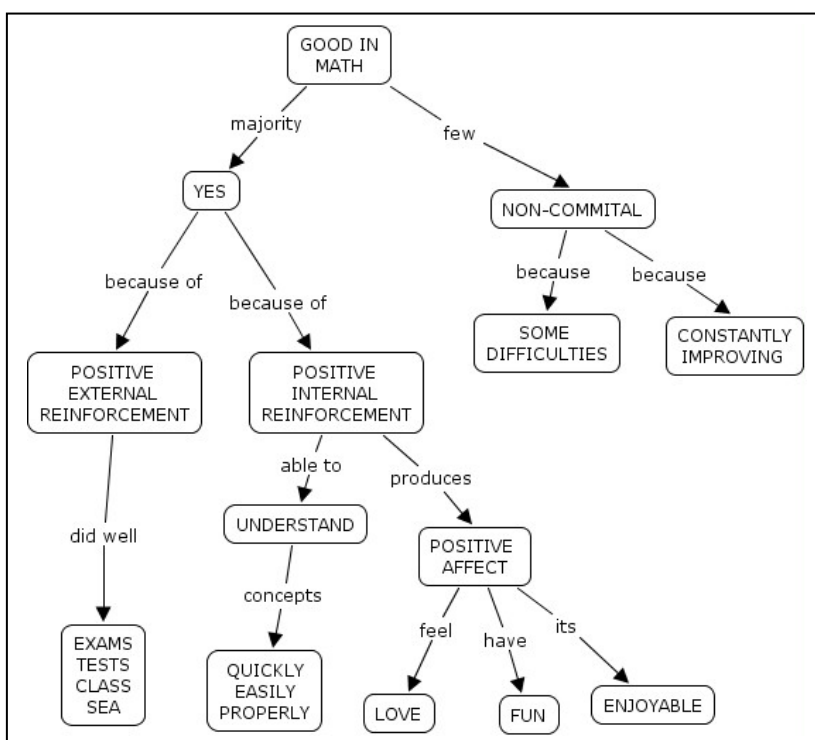 GOOD IN
MATH
majority
few
YES
NON-COMMITAL
because of
because of
because
because
SOME
DIFFICULTIES
CONSTANTLY
IMPROVING
POSITIVE
EXTERNAL
REINFORCEMENT
POSITIVE
INTERNAL
REINFORCEMENT
able to
produces
did well
UNDERSTAND
POSITIVE
AFFECT
concepts
feel
have
its
EXAMS
TESTS
CLASS
SEA
QUICKLY
EASILY
PROPERLY
LOVE
FUN
ENJOYABLE